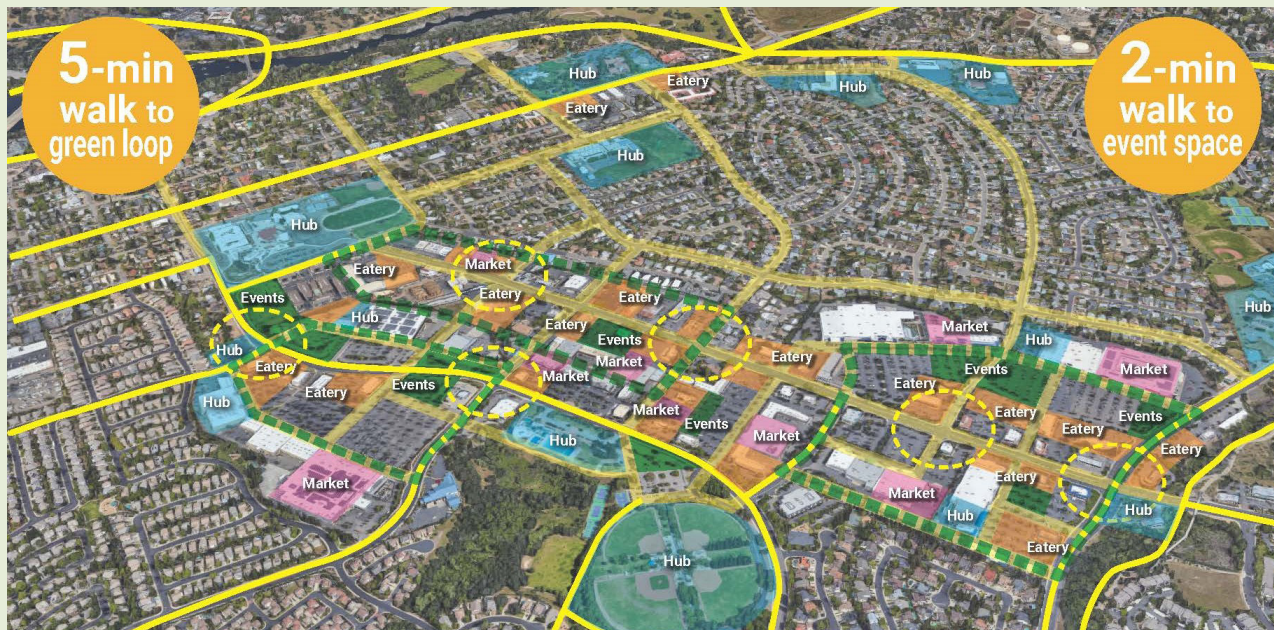 5-min
walk to
green loop
2-min
walk to
event space
Hub
Eatery
Hub
Hub
Eatery
Hub
Hub
Market
Eatery
Events
Eatery
Eatery
Hub
Eatery
Events
Market
Hub
Hub
Eatery
Eatery
Market
Eatery
Events
Market
Market
Eatery
Events
Hub
Eatery
Events
Eatery
Market
Events
Market
Eatery
Hub
Market
Eatery
Eatery
Market
Hub
Hub
Eatery
Hub